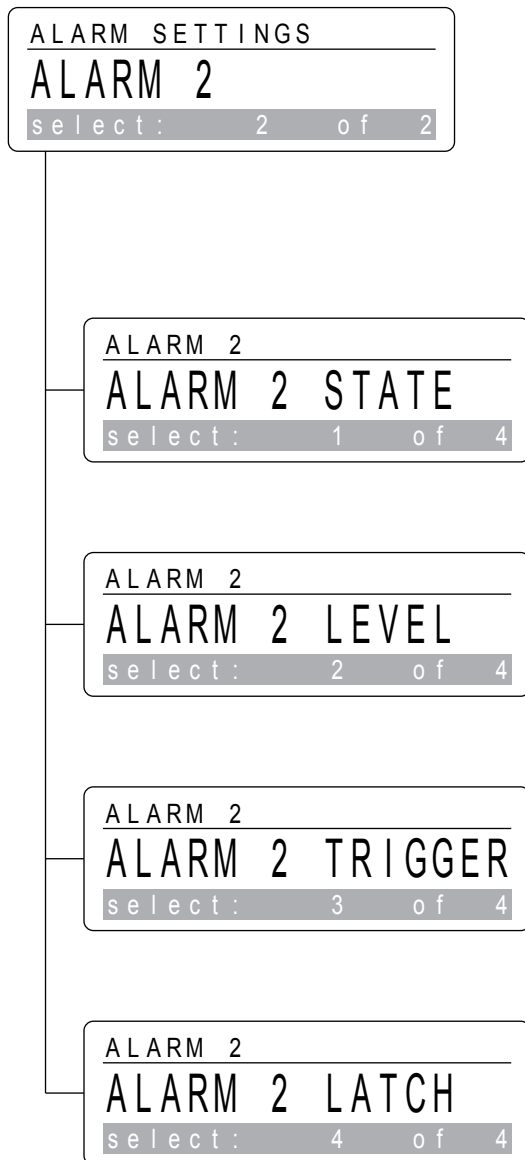 ALARM SETTINGS
ALARM 2
select: 2 of 2
ALARM 2
ALARM 2 STATE
select: 1 of 4
ALARM 2
ALARM 2 LEVEL
select: 2 of 4
ALARM 2
ALARM 2 TRIGGER
select: 3 of 4
ALARM 2
ALARM 2 LATCH
select: 4 of 4